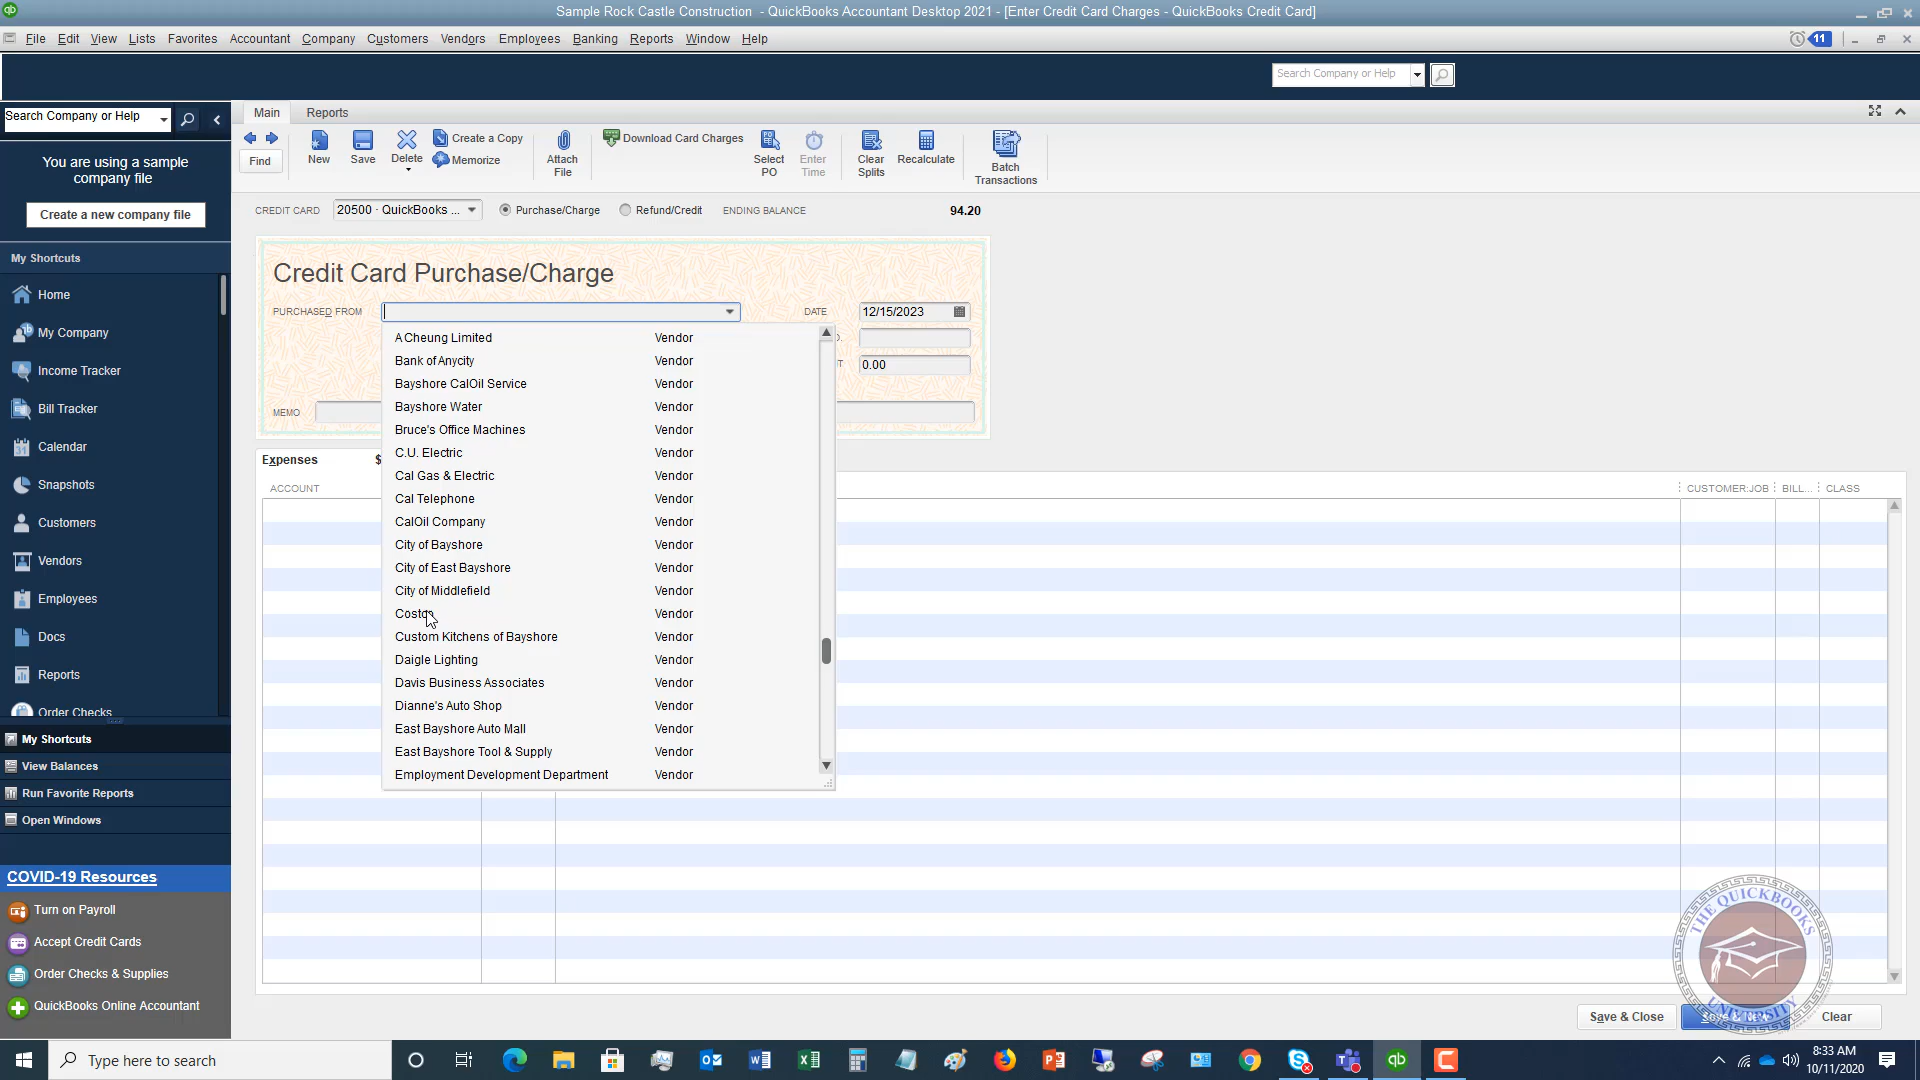 Sample Rock Castle Construction - QuickBooks Accountant Desktop 2021 - [Enter Credit Card Charges - QuickBooks Credit Card]
File Edit View Lists Favorites Accountant Company Customers Vendors Employees Banking Reports Window Help
11
Search Company or Help
Search Company or Help
You are using a sample
company file
Create a new company file
My Shortcuts
Home
My Company
Income Tracker
Bill Tracker
Calendar
Snapshots
Customers
Vendors
Employees
Docs
Reports
Order Checks
My Shortcuts
View Balances
Run Favorite Reports
Open Windows
COVID-19 Resources
Turn on Payroll
Accept Credit Cards
Order Checks & Supplies
QuickBooks Online Accountant
Main Reports
Find
New
Save
Delete
Create a Copy
Memorize
Attach
File
Download Card Charges
Select
PO
Enter
Time
Clear
Splits
Recalculate
Batch
Transactions
CREDIT CARD 20500 · QuickBooks ... Purchase/Charge Refund/Credit ENDING BALANCE 94.20
Credit Card Purchase/Charge
PURCHASED FROM DATE 12/15/2023
0.00
MEMO
A Cheung Limited Vendor
Bank of Anycity Vendor
Bayshore CalOil Service Vendor
Bayshore Water Vendor
Bruce's Office Machines Vendor
C.U. Electric Vendor
Cal Gas & Electric Vendor
Cal Telephone Vendor
CalOil Company Vendor
City of Bayshore Vendor
City of East Bayshore Vendor
City of Middlefield Vendor
Vendor
Custom Kitchens of Bayshore Vendor
Daigle Lighting Vendor
Davis Business Associates Vendor
Dianne's Auto Shop Vendor
East Bayshore Auto Mall Vendor
East Bayshore Tool & Supply Vendor
Employment Development Department Vendor
Expenses $
ACCOUNT CUSTOMER:JOB BILL... CLASS
THE QUICKBOOKS
UNIVERSITY
Save & Close Save & New Clear
Type here to search
8:33 AM
10/11/2020